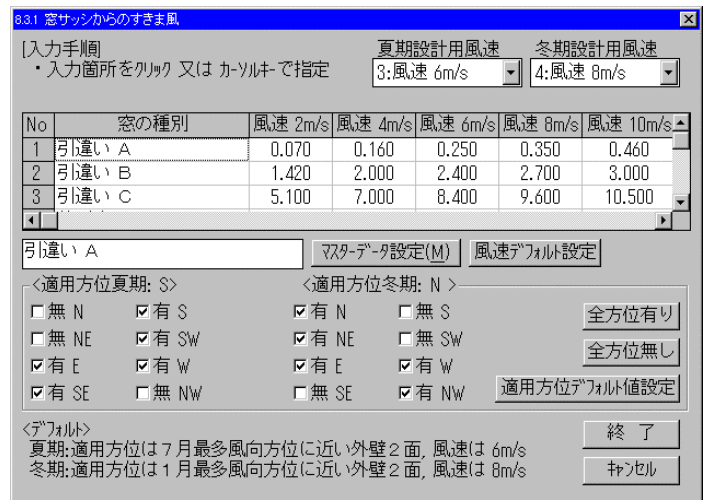 8.3.1 窓サッシからのすきま風
[入力手順] 夏期設計用風速 冬期設計用風速
・入力箇所をｸﾘｯｸ 又は ｶｰｿﾙｷｰで指定 3:風速 6m/s 4:風速 8m/s
No 窓の種別 風速 2m/s 風速 4m/s 風速 6m/s 風速 8m/s 風速 10m/s
1 引違い A 0.070 0.160 0.250 0.350 0.460
2 引違い B 1.420 2.000 2.400 2.700 3.000
3 引違い C 5.100 7.000 8.400 9.600 10.500
引違い A ﾏｽﾀｰﾃﾞｰﾀ設定(M) 風速ﾃﾞﾌｫﾙﾄ設定
<適用方位夏期: S> <適用方位冬期: N >
無 N 有 S 有 N 無 S 全方位有り
無 NE 有 SW 有 NE 無 SW 全方位無し
有 E 有 W 有 E 有 W
有 SE 無 NW 無 SE 有 NW 適用方位ﾃﾞﾌｫﾙﾄ値設定
<ﾃﾞﾌｫﾙﾄ> 終 了
夏期:適用方位は７月最多風向方位に近い外壁２面, 風速は 6m/s
冬期:適用方位は１月最多風向方位に近い外壁２面, 風速は 8m/s ｷｬﾝｾﾙ